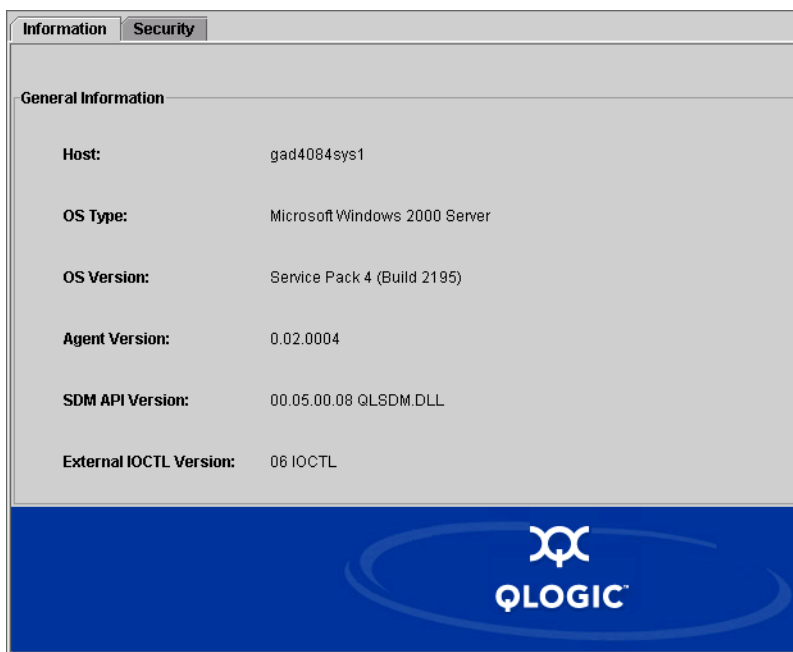 Information Security
General Information
Host: gad4084sys1
OS Type: Microsoft Windows 2000 Server
OS Version: Service Pack 4 (Build 2195)
Agent Version: 0.02.0004
SDM API Version: 00.05.00.08 QLSDM.DLL
External IOCTL Version: 06 IOCTL
QLOGIC™